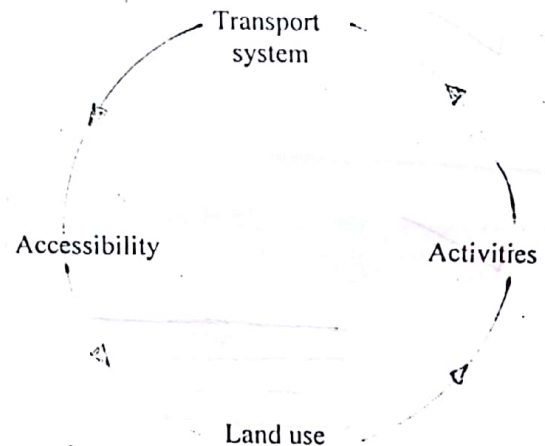 Transport
system
Accessibility
Activities
Land use